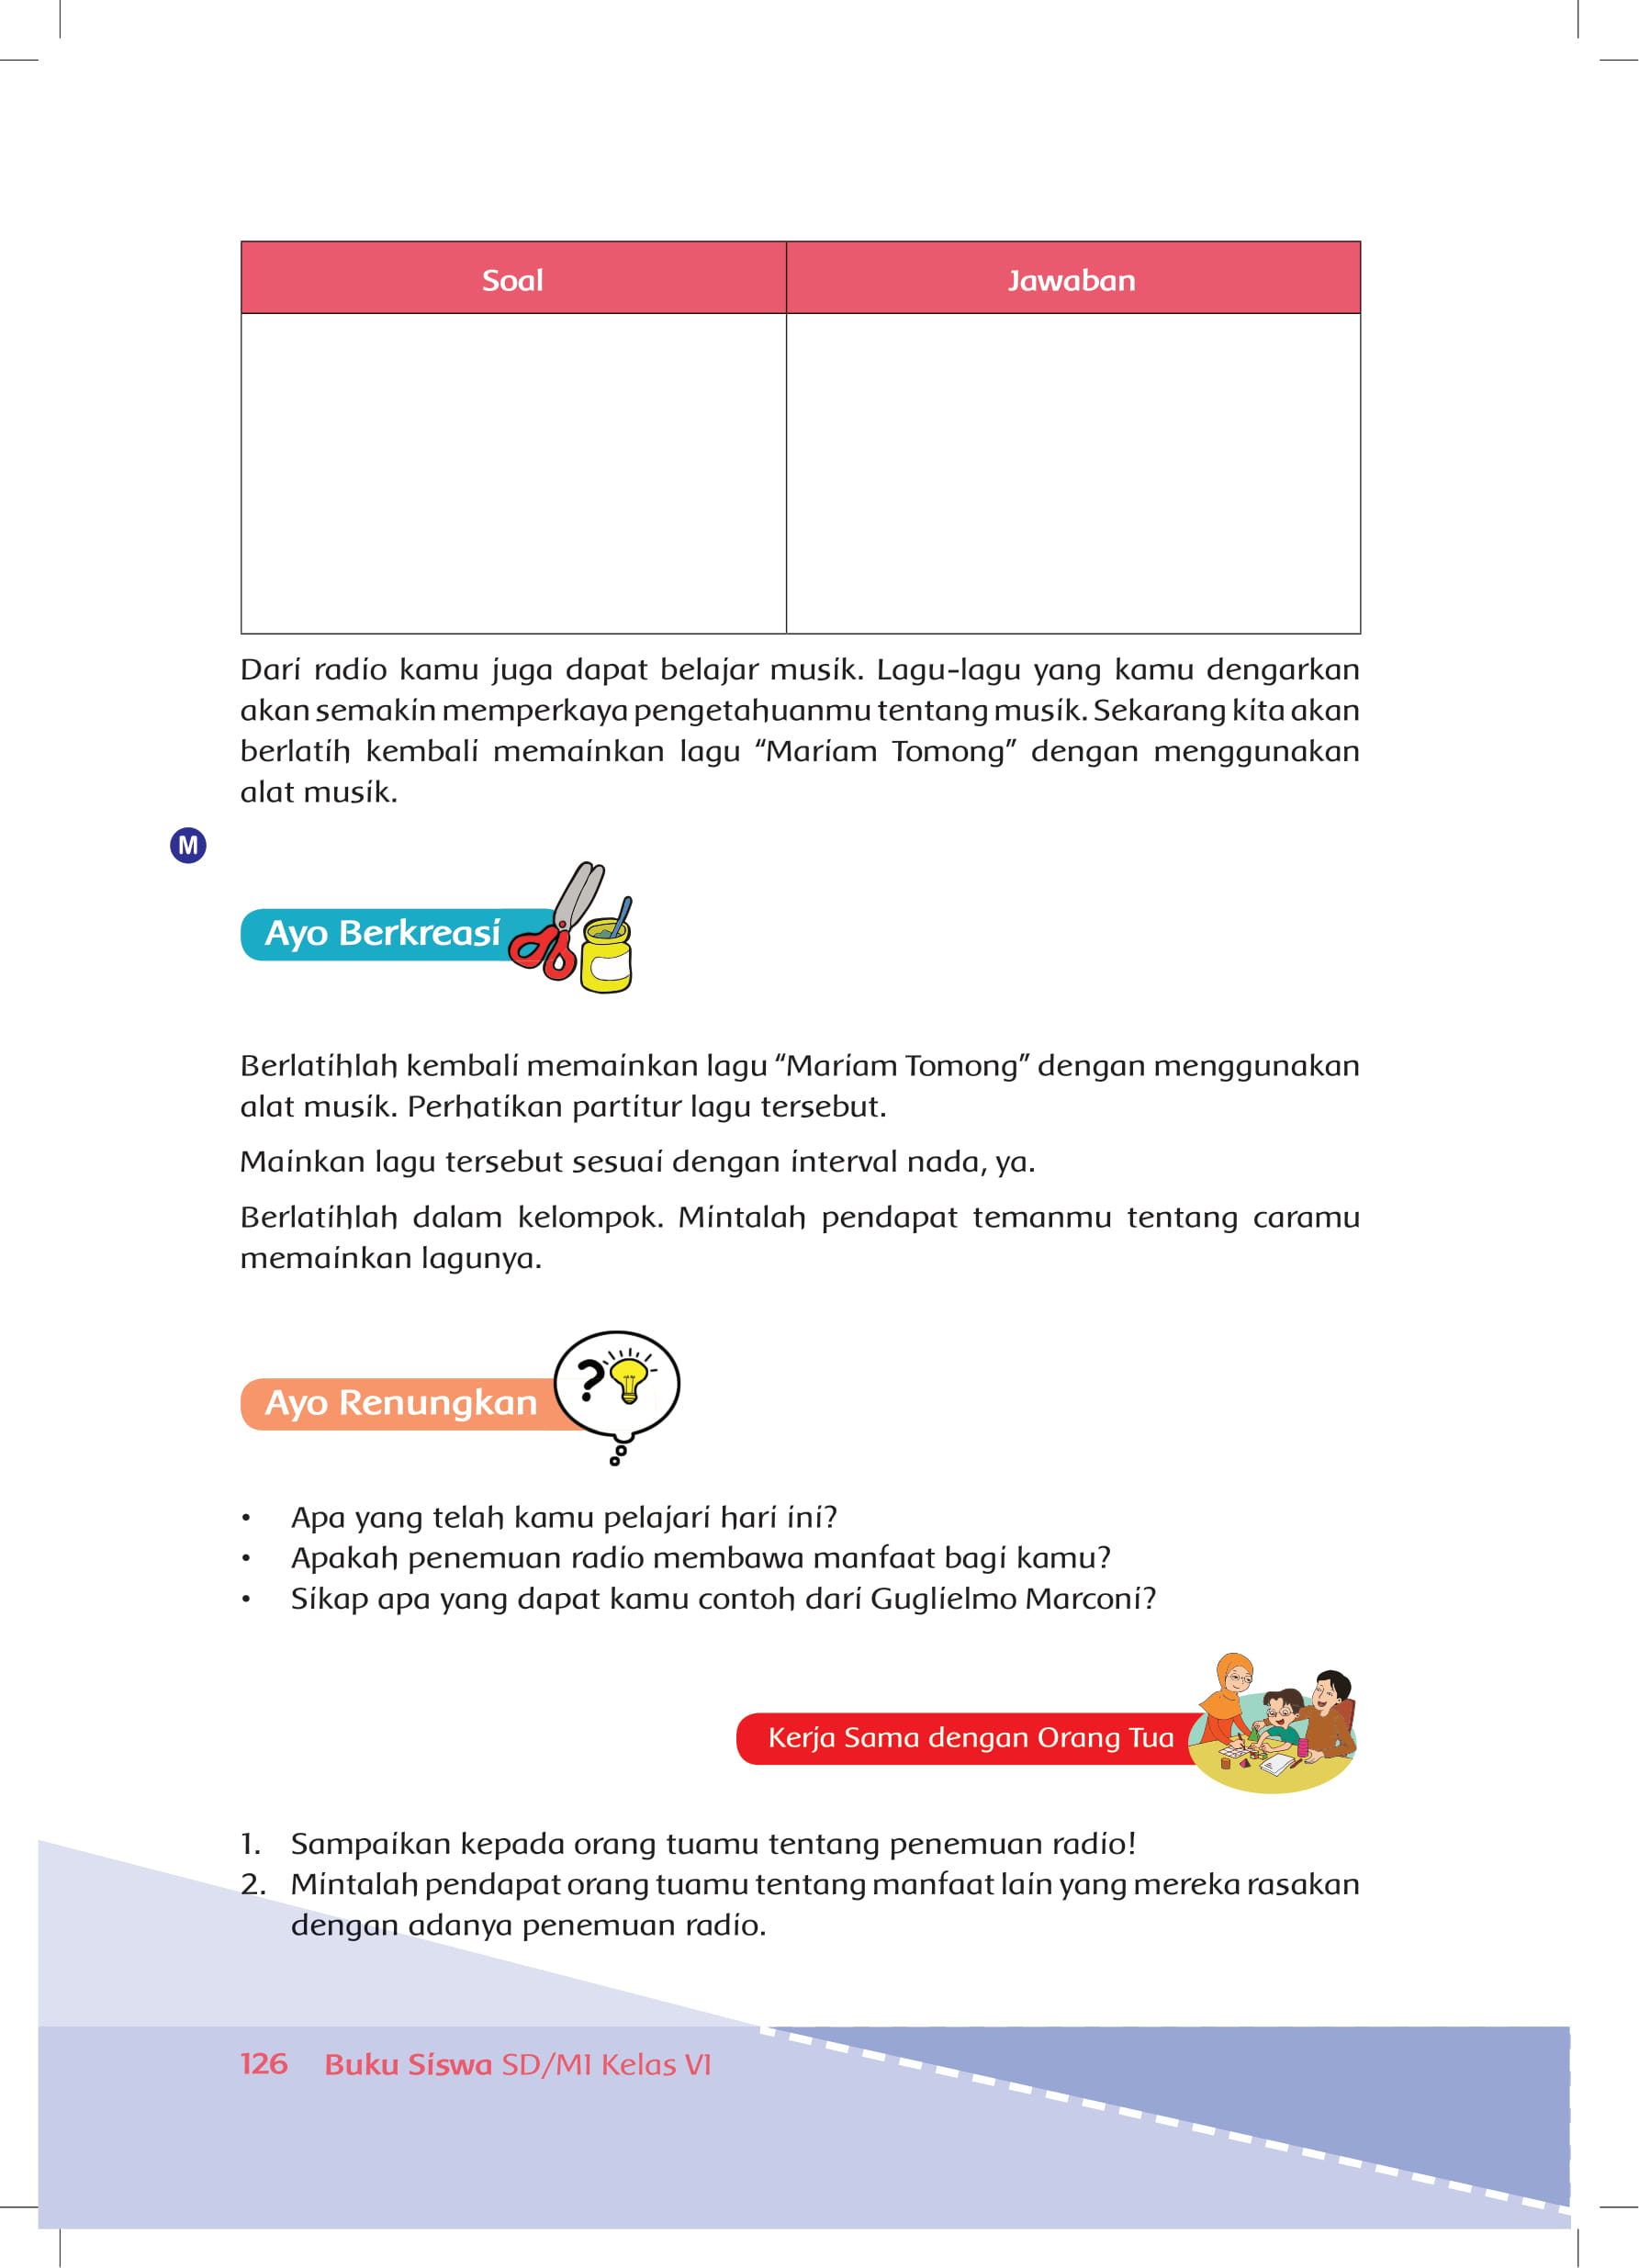 Soal
Jawaban
Dari radio kamu juga dapat belajar musik. Lagu-lagu yang kamu dengarkan
akan semakin memperkaya pengetahuanmu tentang musik. Sekarang kita akan
berlatih kembali memainkan lagu “Mariam Tomong” dengan menggunakan
alat musik.
M
Ayo Berkreasi
Berlatihlah kembali memainkan lagu “Mariam Tomong” dengan menggunakan
alat musik. Perhatikan partitur lagu tersebut.
Mainkan lagu tersebut sesuai dengan interval nada, ya.
Berlatihlah dalam kelompok. Mintalah pendapat temanmu tentang caramu
memainkan lagunya.
Ayo Renungkan
?
• Apa yang telah kamu pelajari hari ini?
• Apakah penemuan radio membawa manfaat bagi kamu?
• Sikap apa yang dapat kamu contoh dari Guglielmo Marconi?
Kerja Sama dengan Orang Tua
1. Sampaikan kepada orang tuamu tentang penemuan radio!
2. Mintalah pendapat orang tuamu tentang manfaat lain yang mereka rasakan
dengan adanya penemuan radio.
126 Buku Siswa SD/MI Kelas VI